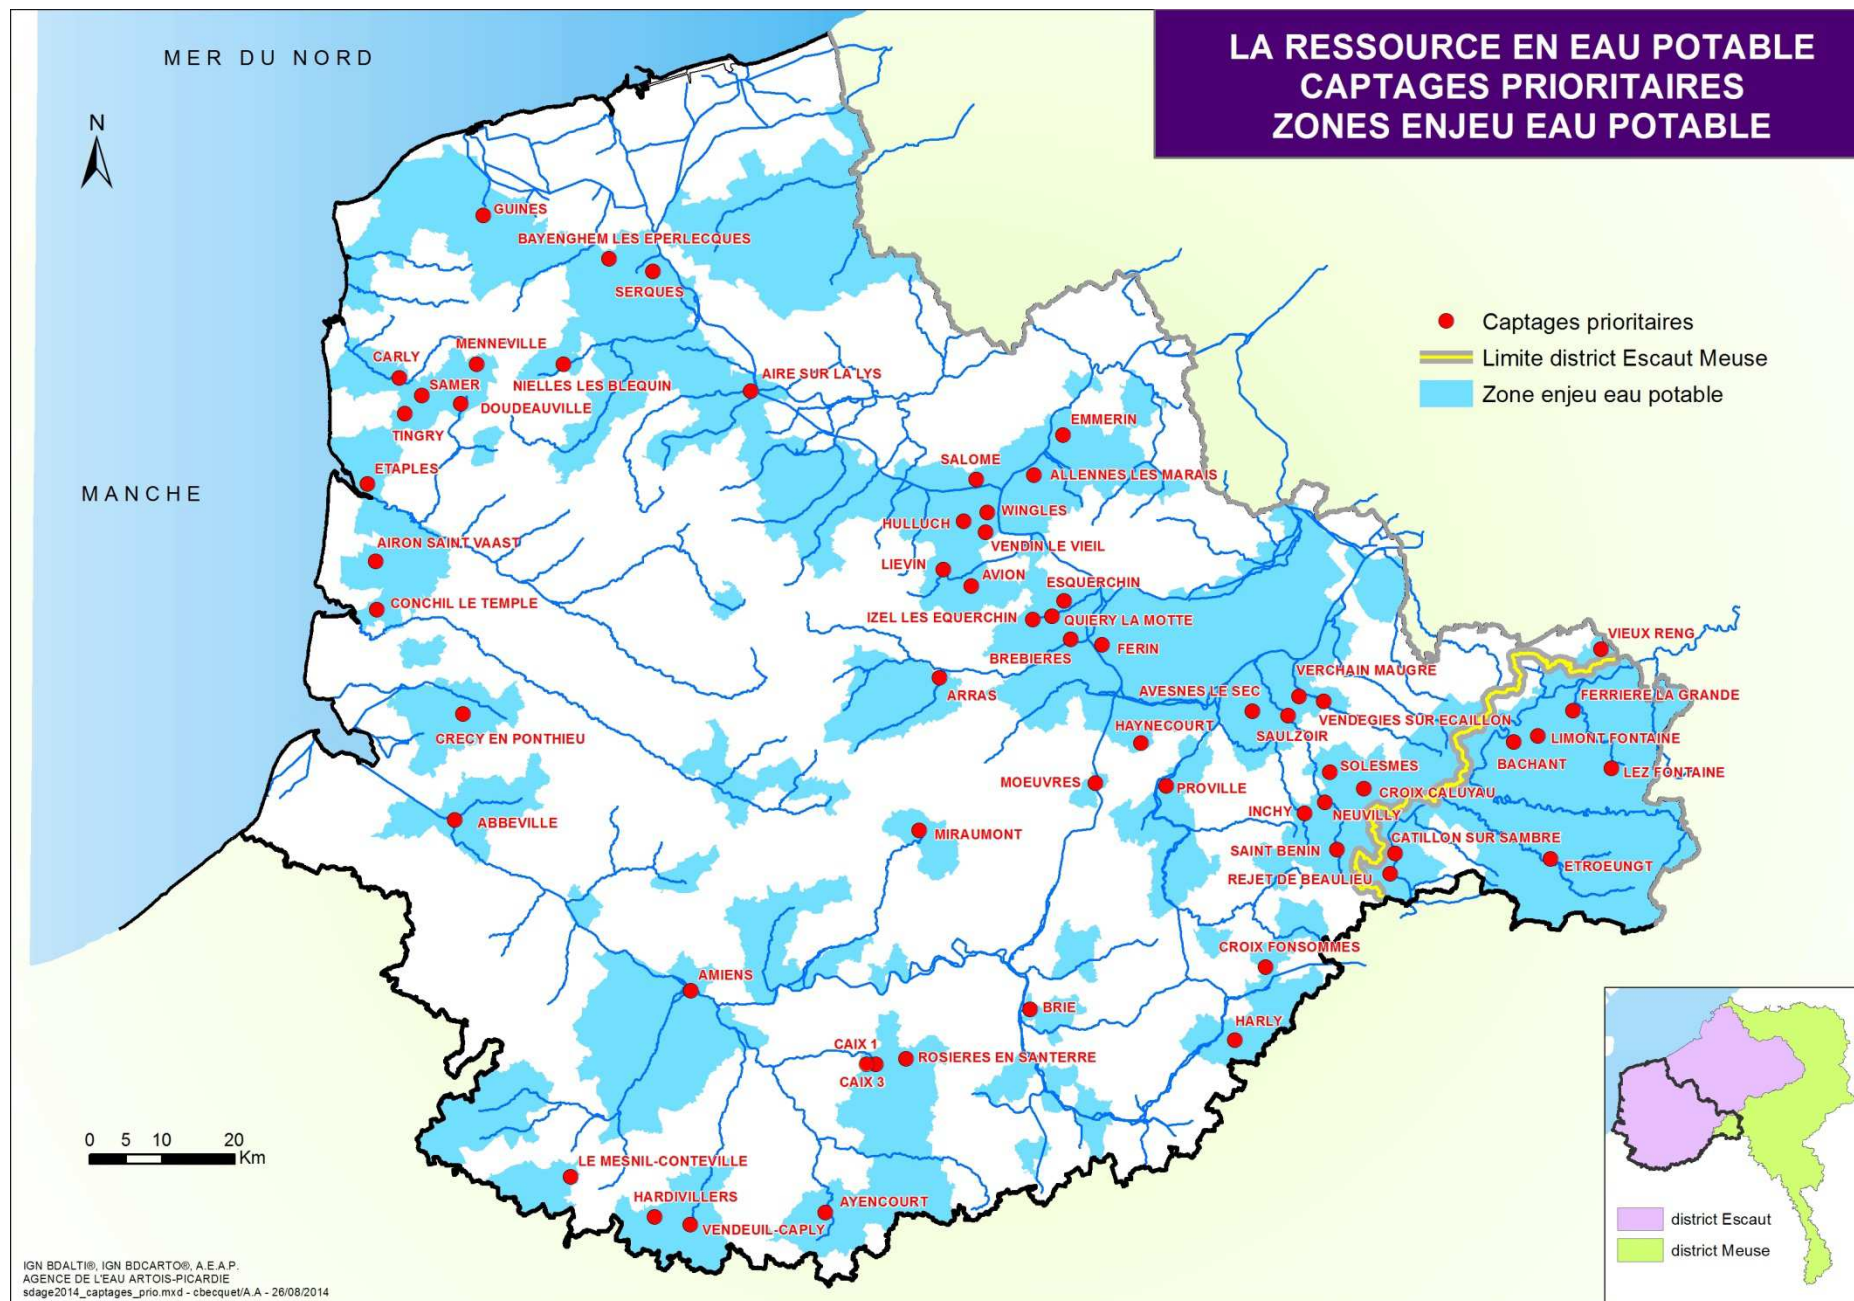 LA RESSOURCE EN EAU POTABLE
CAPTAGES PRIORITAIRES
ZONES ENJEU EAU POTABLE
MER DU NORD
N
MANCHE
Captages prioritaires
Limite district Escaut Meuse
Zone enjeu eau potable
GUINES
BAYENGHEM LES EPERLECQUES
SERQUES
MENNEVILLE
CARLY
SAMER
NIELLES LES BLEQUIN
AIRE SUR LA LYS
DOUDEAUVILLE
TINGRY
EMMERIN
ETAPLES
SALOME
ALLENNES LES MARAIS
WINGLES
HULLUCH
VENDIN LE VIEIL
AIRON SAINT VAAST
LIEVIN
AVION
ESQUERCHIN
CONCHIL LE TEMPLE
IZEL LES EQUERCHIN
QUIERY LA MOTTE
BREBIERES
FERIN
VIEUX RENG
VERCHAIN MAUGRE
ARRAS
AVESNES LE SEC
FERRIERE LA GRANDE
HAYNECOURT
VENDEGIES SUR ECAILLON
SAULZOIR
CRECY EN PONTHIEU
LIMONT FONTAINE
BACHANT
SOLESMES
LEZ FONTAINE
MOEUVRES
PROVILLE
CROIX CALUYAU
INCHY
NEUVILLY
ABBEVILLE
MIRAUMONT
CATILLON SUR SAMBRE
SAINT BENIN
ETROEUNGT
REJET DE BEAULIEU
CROIX FONSOMMES
AMIENS
BRIE
HARLY
CAIX 1
ROSIERES EN SANTERRE
CAIX 3
0 5 10 20
Km
LE MESNIL-CONTEVILLE
HARDIVILLERS
AYENCOURT
VENDEUIL-CAPLY
district Escaut
district Meuse
IGN BDALTI®, IGN BDCARTO®, A.E.A.P.
AGENCE DE L'EAU ARTOIS-PICARDIE
sdage2014_captages_prio.mxd - cbecquet/A.A - 26/08/2014